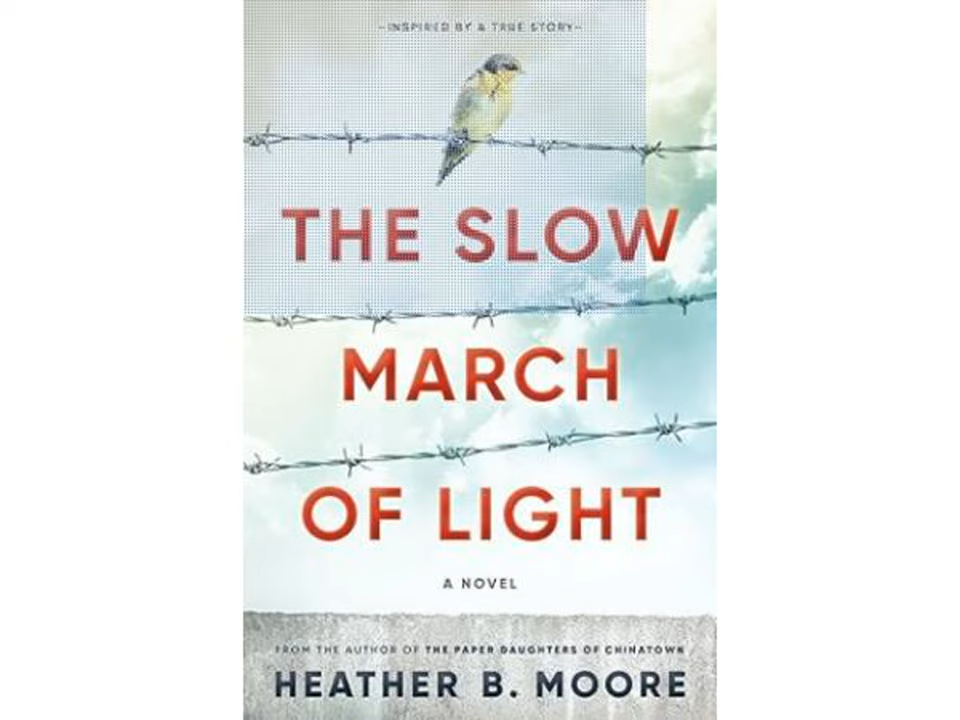 -INSPIRED BY A TRUE STORY-
THE SLOW
MARCH
OF LIGHT
A NOVEL
FROM THE AUTHOR OF THE PAPER DAUGHTERS OF CHINATOWN
HEATHER B. MOORE